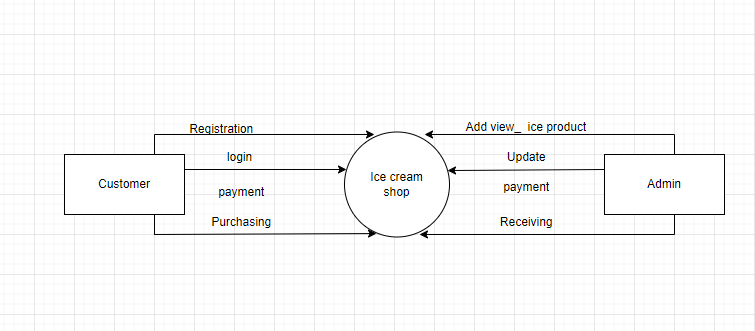 Registration
Add view_ ice product
login
Update
Customer
Ice cream
shop
Admin
payment
payment
Purchasing
Receiving